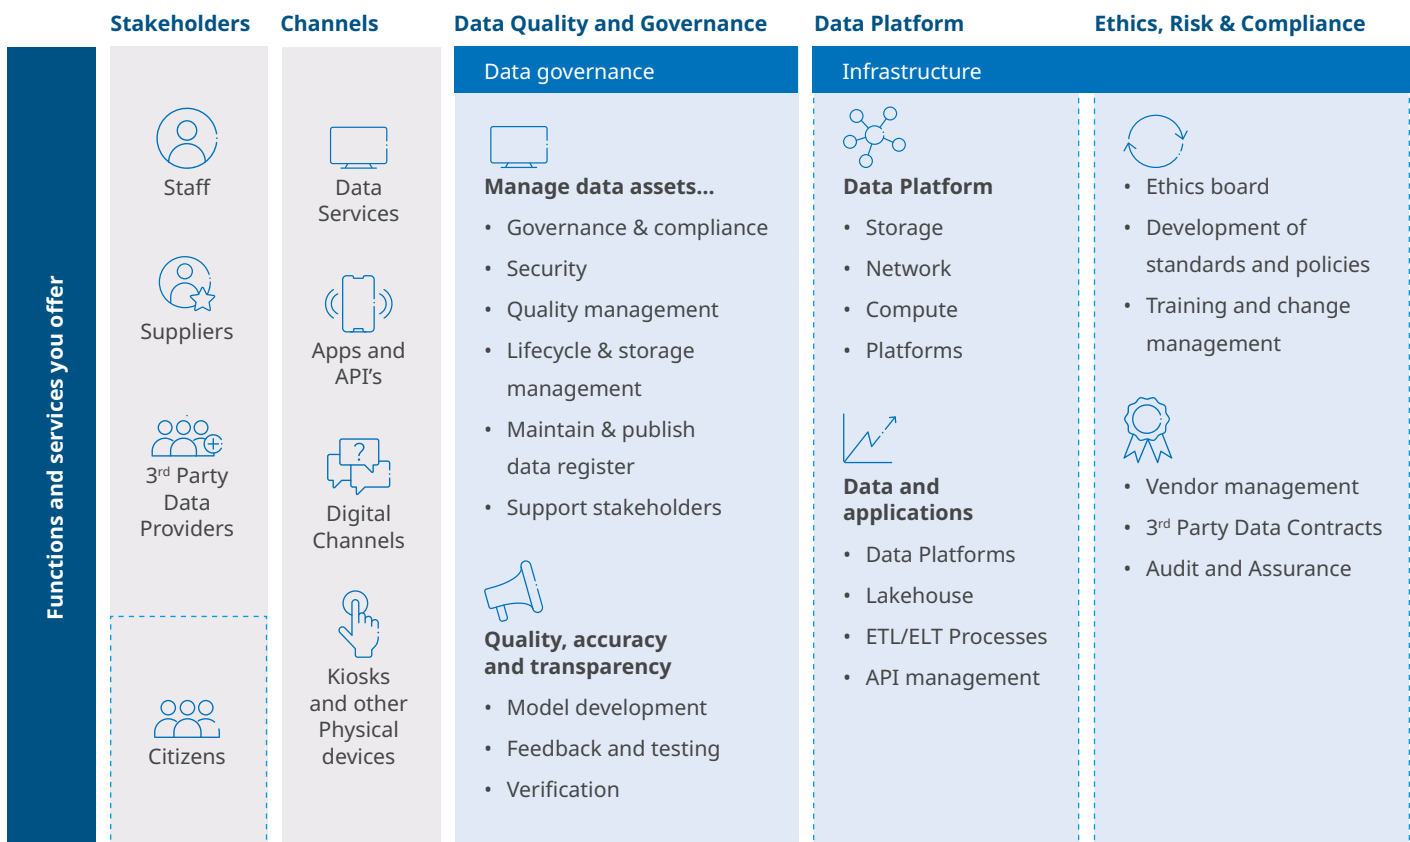 Stakeholders
Channels
Data Quality and Governance
Data Platform
Ethics, Risk & Compliance
Functions and services you offer
Staff
Suppliers
3rd Party
Data
Providers
Citizens
Data
Services
Apps and
API’s
?
Digital
Channels
Kiosks
and other
Physical
devices
Data governance
Manage data assets...
• Governance & compliance
• Security
• Quality management
• Lifecycle & storage
management
• Maintain & publish
data register
• Support stakeholders
Quality, accuracy
and transparency
• Model development
• Feedback and testing
• Verification
Infrastructure
Data Platform
• Storage
• Network
• Compute
• Platforms
Data and
applications
• Data Platforms
• Lakehouse
• ETL/ELT Processes
• API management
• Ethics board
• Development of
standards and policies
• Training and change
management
• Vendor management
• 3rd Party Data Contracts
• Audit and Assurance